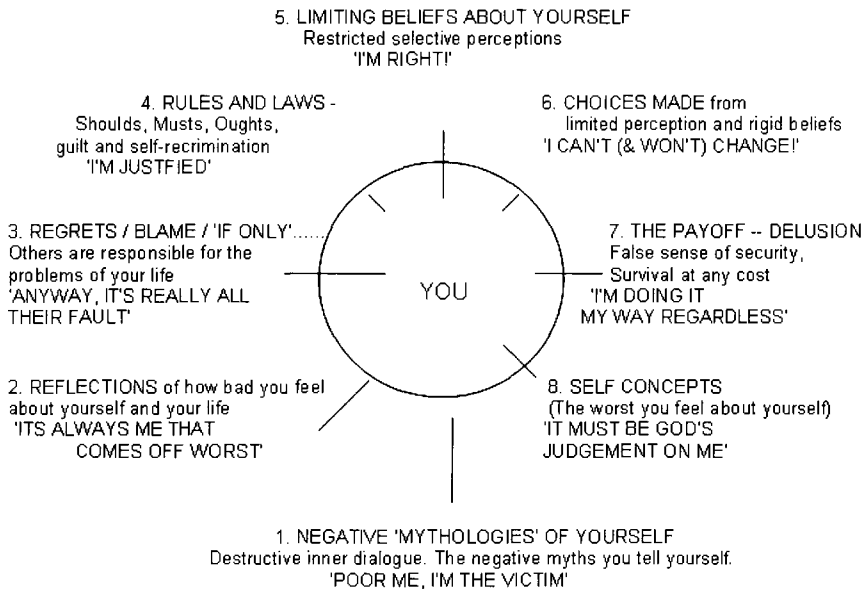 5. LIMITING BELIEFS ABOUT YOURSELF
Restricted selective perceptions
'I'M RIGHT!'
4. RULES AND LAWS -
Shoulds, Musts, Oughts,
guilt and self-recrimination
'I'M JUSTFIED'
6. CHOICES MADE from
limited perception and rigid beliefs
'I CAN'T (& WON'T) CHANGE!'
3. REGRETS / BLAME / 'IF ONLY'......
Others are responsible for the
problems of your life
'ANYWAY, IT'S REALLY ALL
THEIR FAULT'
YOU
7. THE PAYOFF -- DELUSION
False sense of security,
Survival at any cost
'I'M DOING IT
MY WAY REGARDLESS'
2. REFLECTIONS of how bad you feel
about yourself and your life
'ITS ALWAYS ME THAT
COMES OFF WORST'
8. SELF CONCEPTS
(The worst you feel about yourself)
'IT MUST BE GOD'S
JUDGEMENT ON ME'
1. NEGATIVE 'MYTHOLOGIES' OF YOURSELF
Destructive inner dialogue. The negative myths you tell yourself.
'POOR ME, I'M THE VICTIM'